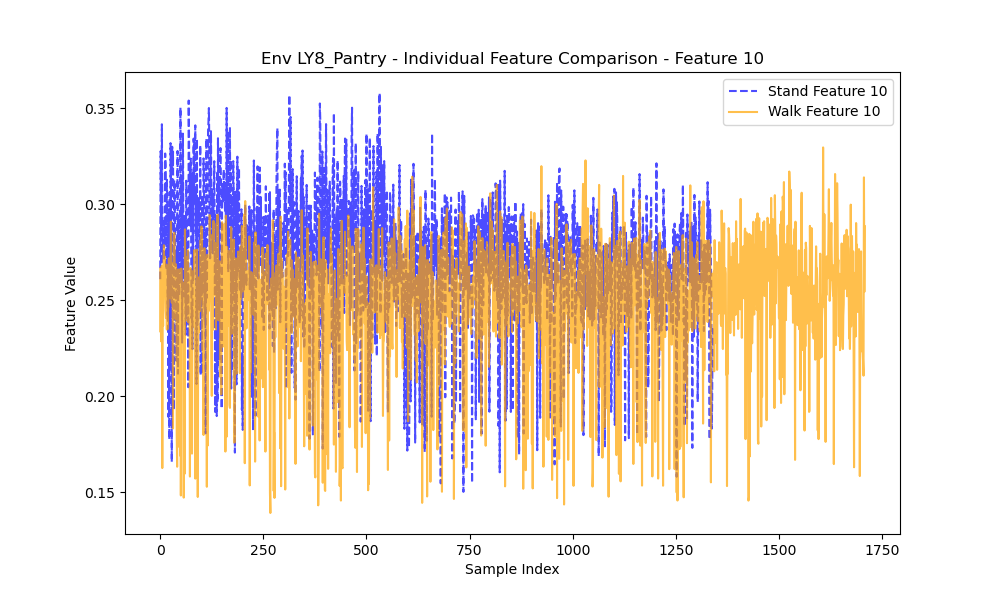 Env LY8_Pantry - Individual Feature Comparison - Feature 10
Stand Feature 10
Walk Feature 10
Feature Value
0.35
0.30
0.25
0.20
0.15
0
250
500
750
1000
1250
1500
1750
Sample Index